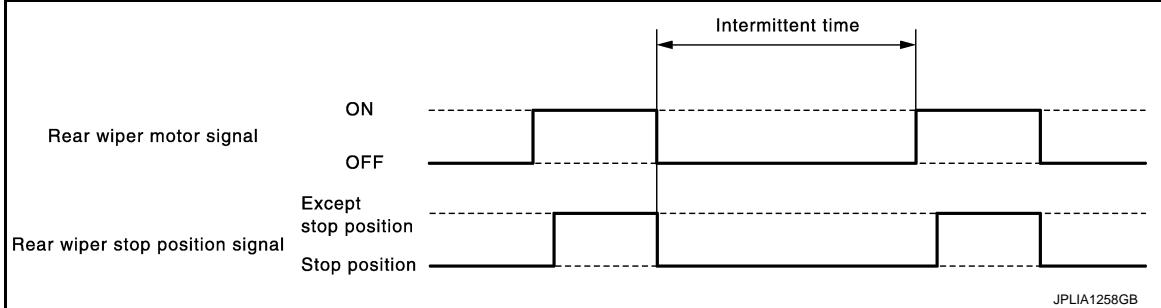 Intermittent time
ON
Rear wiper motor signal
OFF
Except
stop position
Rear wiper stop position signal
Stop position
JPLIA1258GB